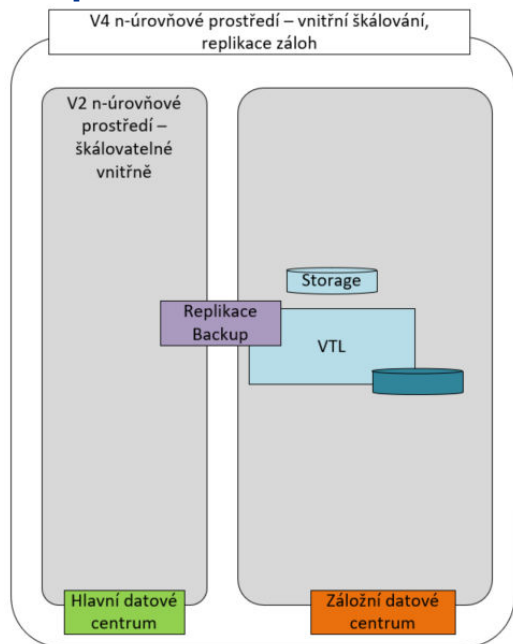 V4 n-úrovňové prostředí – vnitřní škálování,
replikace záloh
V2 n-úrovňové
prostředí –
škálovatelné
vnitřně
Storage
Replikace
Backup
VTL
Hlavní datové
centrum
Záložní datové
centrum